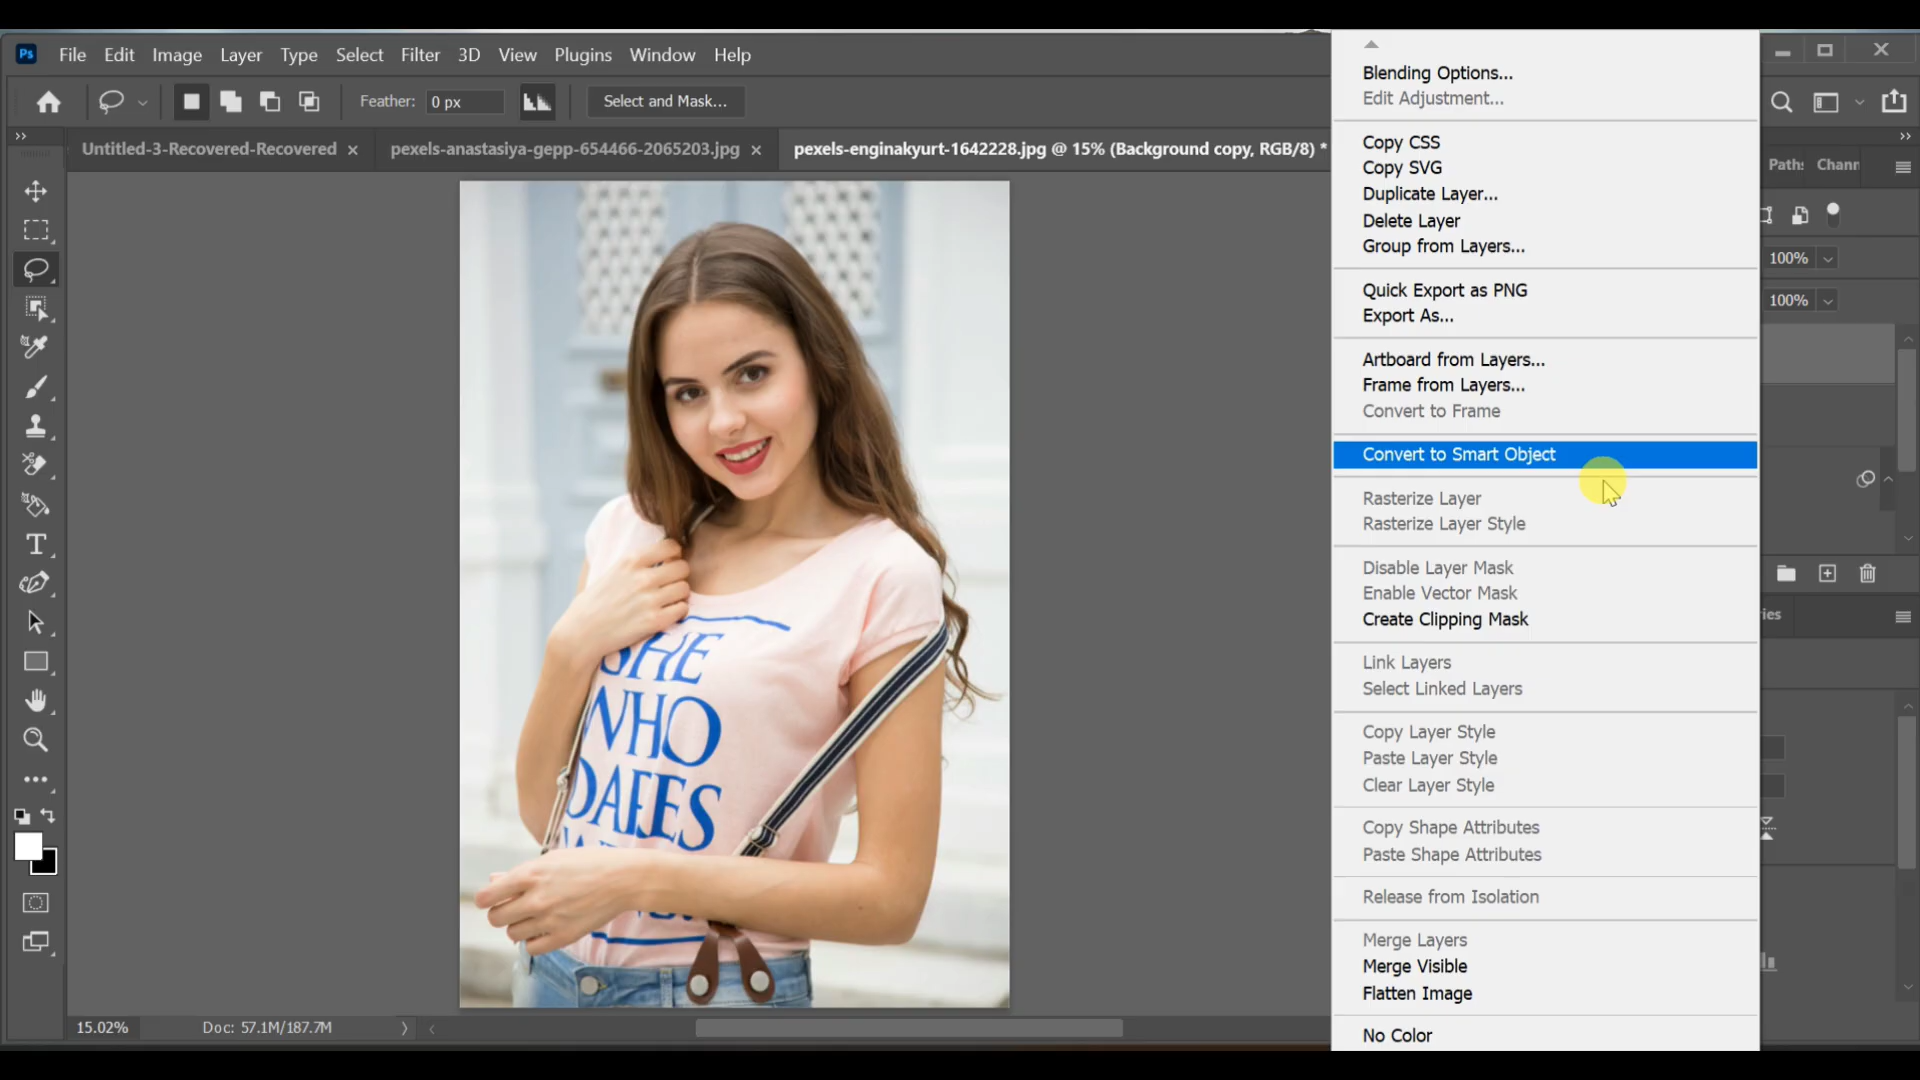 Ps File Edit Image Layer Type Select Filter 3D View Plugins Window Help
Feather: 0 px Select and Mask...
Untitled-3-Recovered-Recovered × pexels-anastasiya-gepp-654466-2065203.jpg × pexels-enginakyurt-1642228.jpg @ 15% (Background copy, RGB/8) *
Blending Options...
Edit Adjustment...
Copy CSS
Copy SVG
Duplicate Layer...
Delete Layer
Group from Layers...
Quick Export as PNG
Export As...
Artboard from Layers...
Frame from Layers...
Convert to Frame
Convert to Smart Object
Rasterize Layer
Rasterize Layer Style
Disable Layer Mask
Enable Vector Mask
Create Clipping Mask
Link Layers
Select Linked Layers
Copy Layer Style
Paste Layer Style
Clear Layer Style
Copy Shape Attributes
Paste Shape Attributes
Release from Isolation
Merge Layers
Merge Visible
Flatten Image
No Color
Paths Chann
100%
100%
ries
SHE
WHO
DARES
15.02% Doc: 57.1M/187.7M